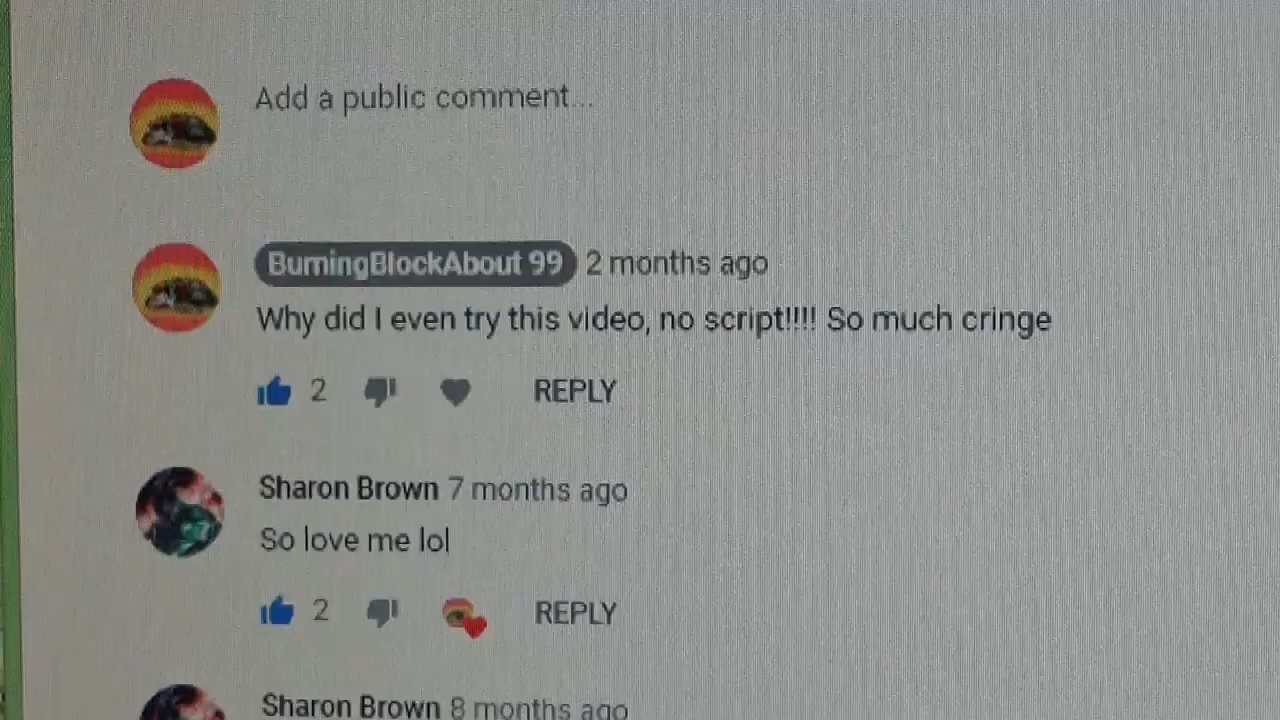 Add a public comment...
BurningBlockAbout 99 2 months ago
Why did I even try this video, no script!!!! So much cringe
2 REPLY
Sharon Brown 7 months ago
So love me lol
2 REPLY
Sharon Brown 8 months ago